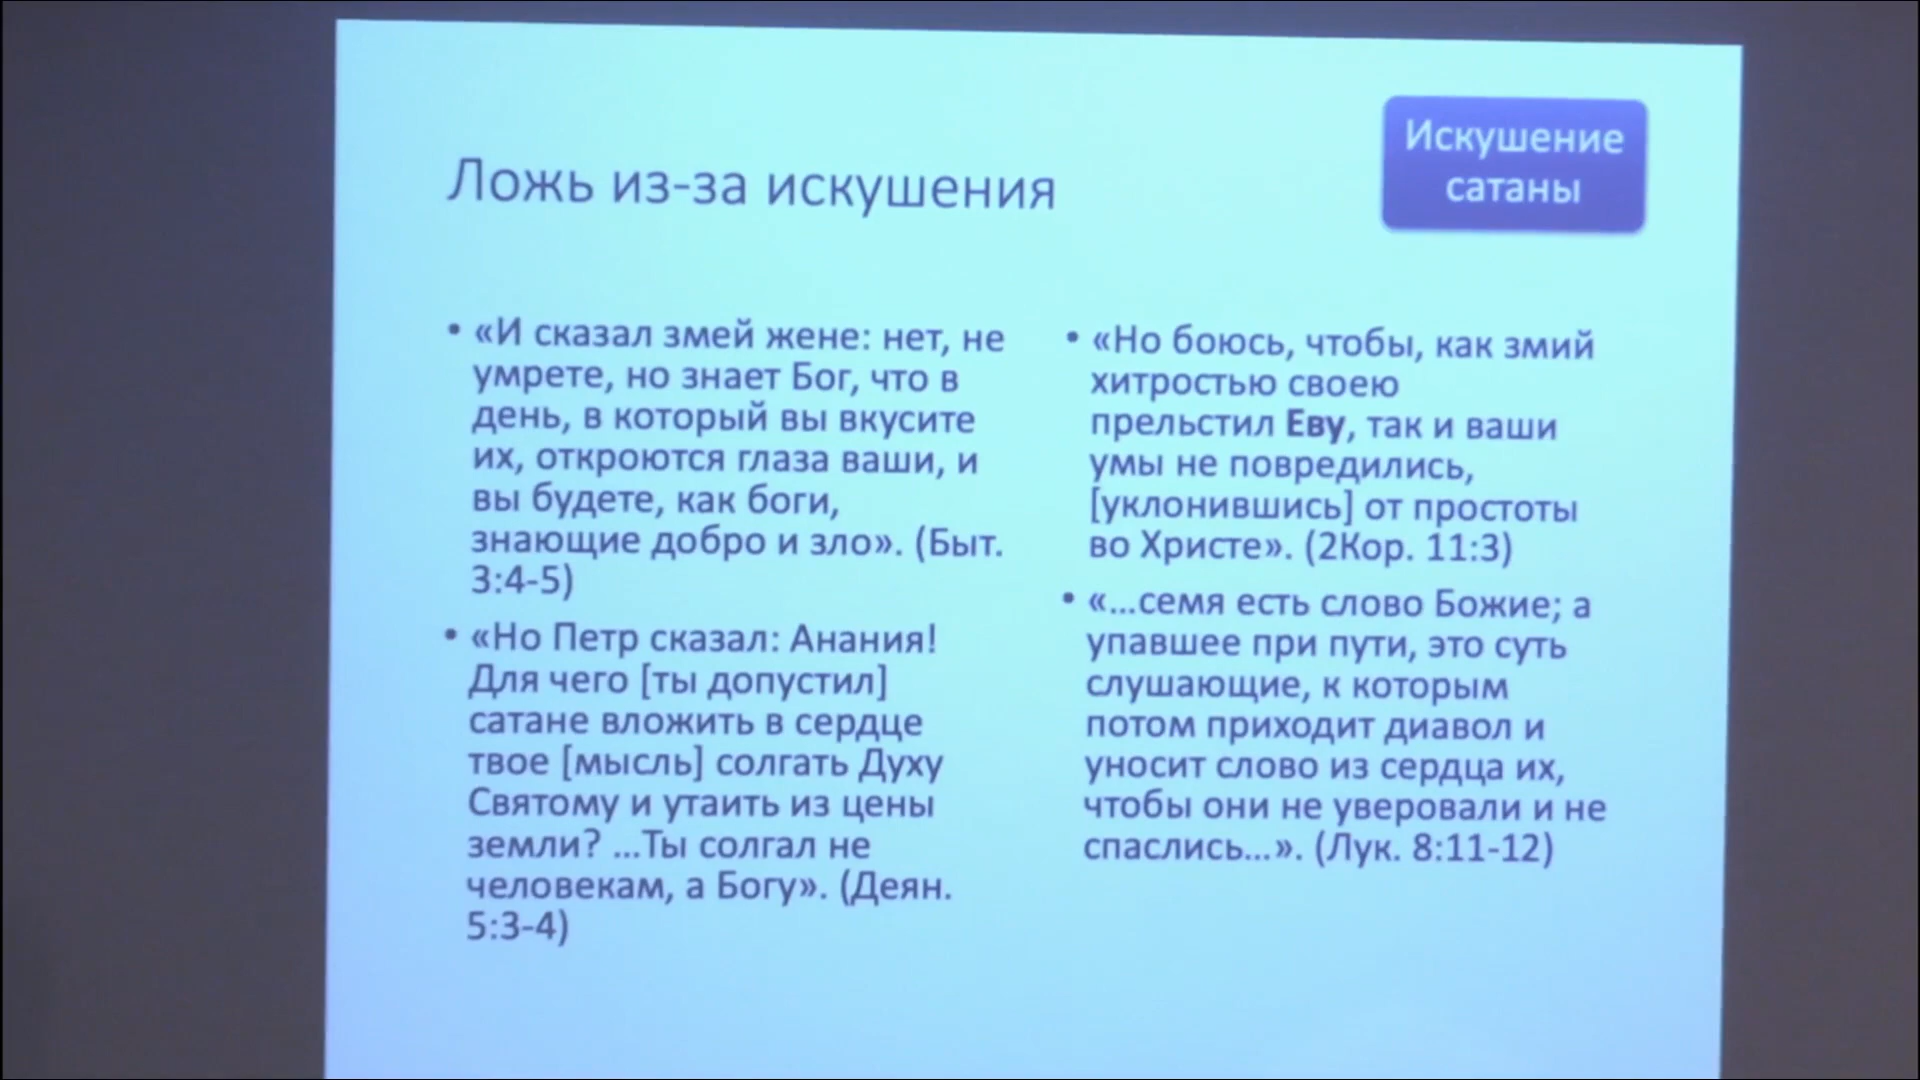 Искушение
сатаны
Ложь из-за искушения
• «И сказал змей жене: нет, не
умрете, но знает Бог, что в
день, в который вы вкусите
их, откроются глаза ваши, и
вы будете, как боги,
знающие добро и зло». (Быт.
3:4-5)
• «Но Петр сказал: Анания!
Для чего [ты допустил]
сатане вложить в сердце
твое [мысль] солгать Духу
Святому и утаить из цены
земли? ...Ты солгал не
человекам, а Богу». (Деян.
5:3-4)
• «Но боюсь, чтобы, как змий
хитростью своею
прельстил Еву, так и ваши
умы не повредились,
[уклонившись] от простоты
во Христе». (2Кор. 11:3)
• «...семя есть слово Божие; а
упавшее при пути, это суть
слушающие, к которым
потом приходит диавол и
уносит слово из сердца их,
чтобы они не уверовали и не
спаслись...». (Лук. 8:11-12)